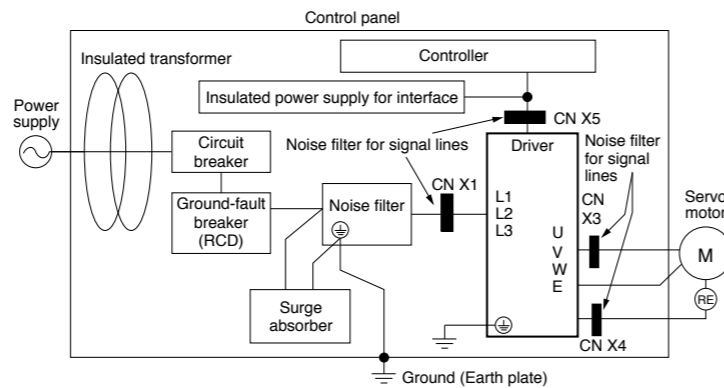 Control panel
Insulated transformer
Controller
Insulated power supply for interface
Power
supply
CN X5
Noise filter for signal lines
Noise filter
for signal
lines
Circuit
breaker
Driver
CN X1
Ground-fault
breaker
(RCD)
Noise filter
L1
L2
L3
CN
X3
U
V
W
E
Servo
motor
M
RE
Surge
absorber
CN X4
Ground (Earth plate)